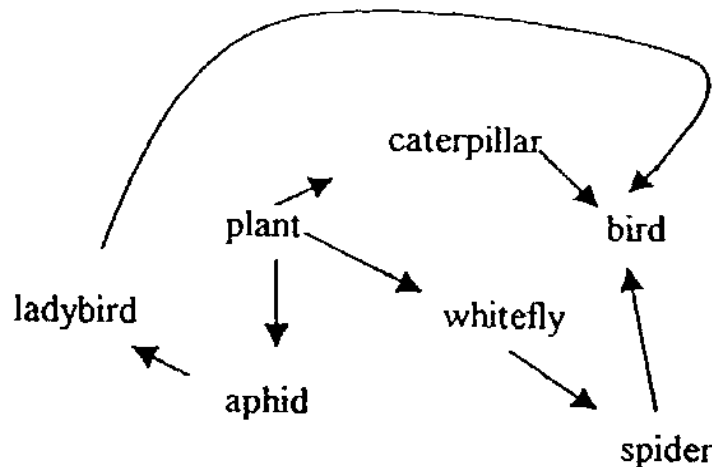 caterpillar
plant
bird
ladybird
whitefly
aphid
spider